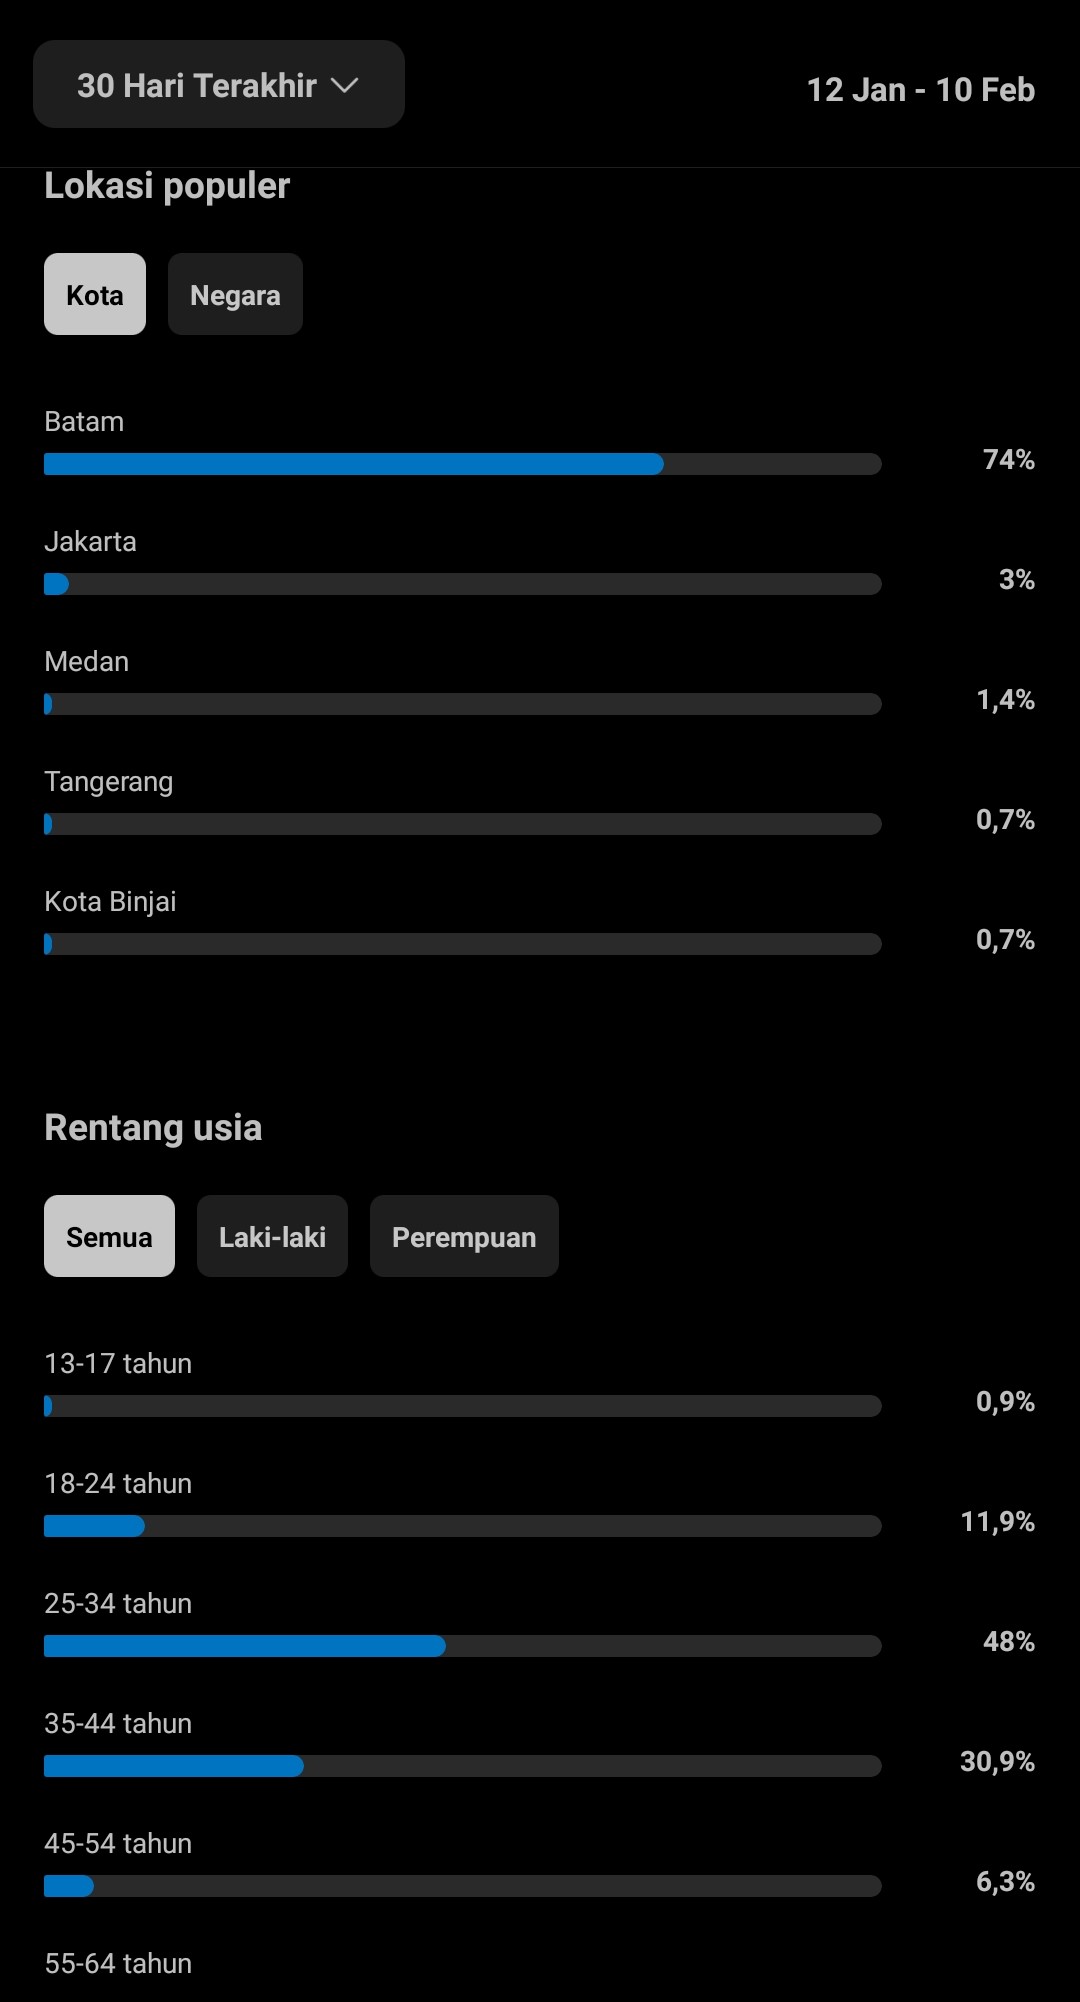 30 Hari Terakhir
12 Jan - 10 Feb
Lokasi populer
Kota
Negara
Batam
74%
Jakarta
3%
Medan
1,4%
Tangerang
0,7%
Kota Binjai
0,7%
Rentang usia
Semua
Laki-laki
Perempuan
13-17 tahun
0,9%
18-24 tahun
11,9%
25-34 tahun
48%
35-44 tahun
30,9%
45-54 tahun
6,3%
55-64 tahun